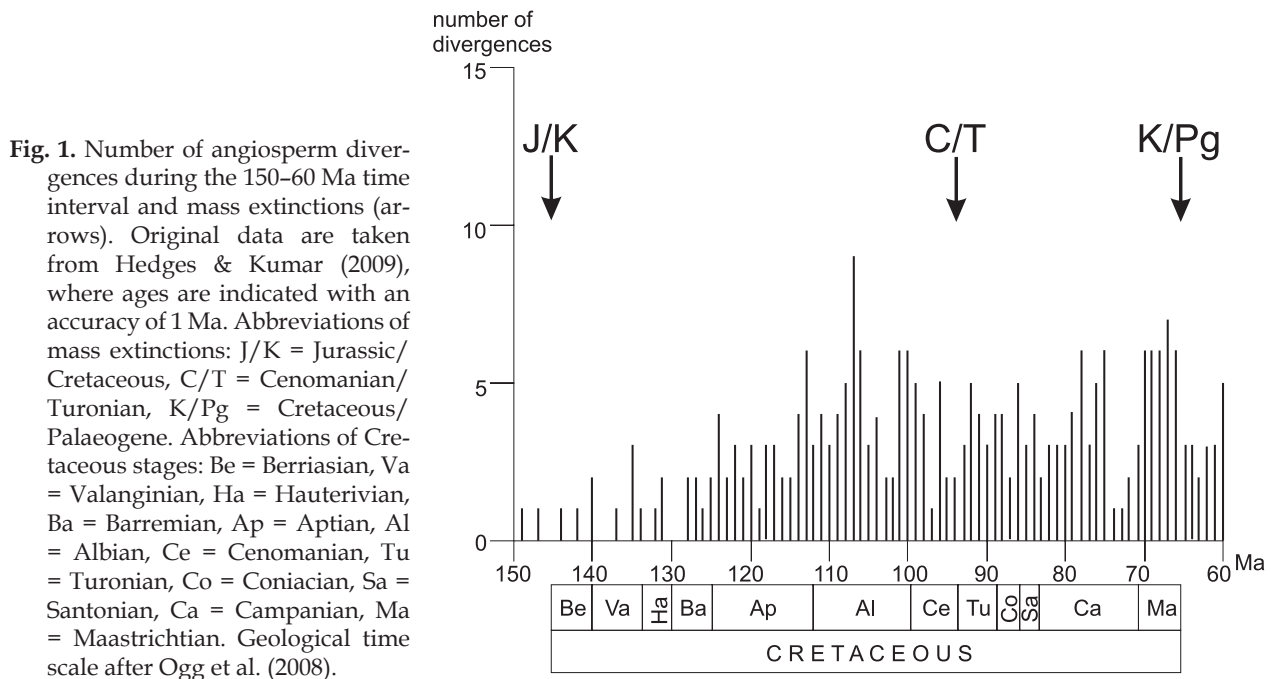 Fig. 1. Number of angiosperm diver-
gences during the 150–60 Ma time
interval and mass extinctions (ar-
rows). Original data are taken
from Hedges & Kumar (2009),
where ages are indicated with an
accuracy of 1 Ma. Abbreviations of
mass extinctions: J/K = Jurassic/
Cretaceous, C/T = Cenomanian/
Turonian, K/Pg = Cretaceous/
Palaeogene. Abbreviations of Cre-
taceous stages: Be = Berriasian, Va
= Valanginian, Ha = Hauterivian,
Ba = Barremian, Ap = Aptian, Al
= Albian, Ce = Cenomanian, Tu
= Turonian, Co = Coniacian, Sa =
Santonian, Ca = Campanian, Ma
= Maastrichtian. Geological time
scale after Ogg et al. (2008).
number of
divergences
15
J/K C/T K/Pg
10
5
0
150 140 130 120 110 100 90 80 70 60 Ma
Be Va Ha Ba Ap Al Ce Tu Co Sa Ca Ma
CRETACEOUS